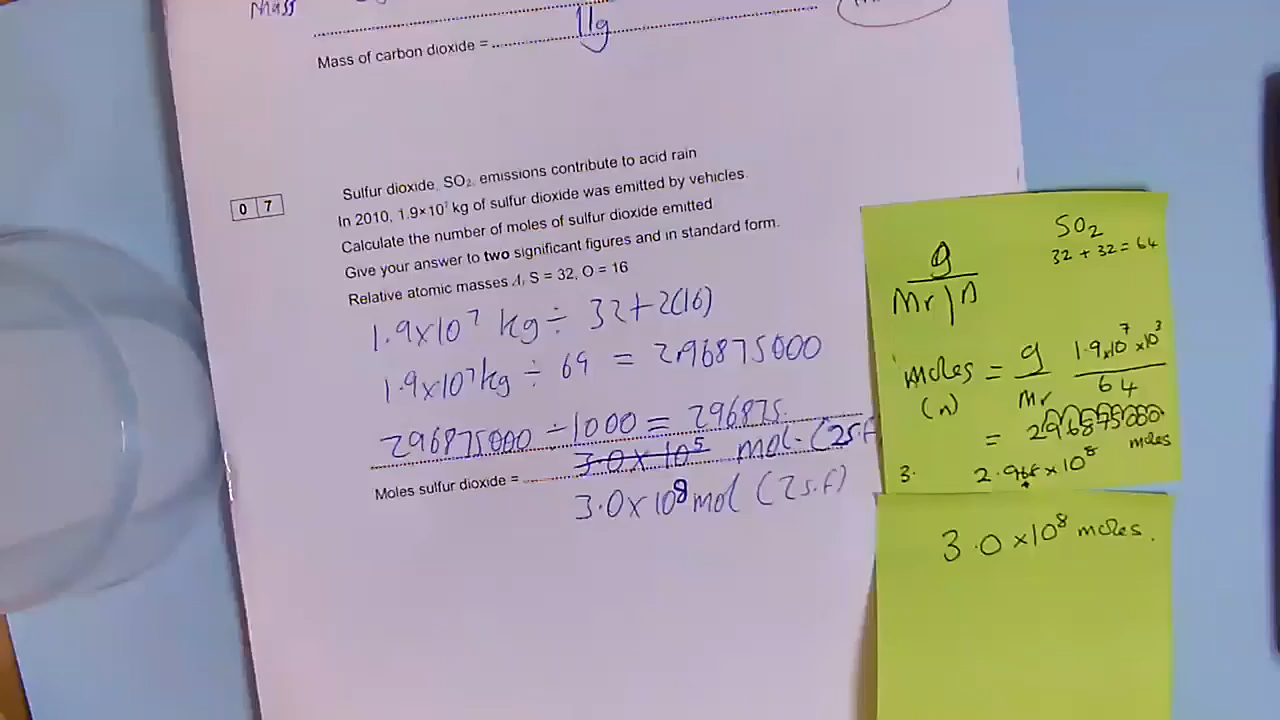 Mass
11g
Mass of carbon dioxide =
0 7
Sulfur dioxide, SO₂, emissions contribute to acid rain
In 2010, 1.9×10⁷ kg of sulfur dioxide was emitted by vehicles.
Calculate the number of moles of sulfur dioxide emitted
Give your answer to two significant figures and in standard form.
Relative atomic masses S = 32, O = 16
1.9×10⁷ kg ÷ 32+2(16)
1.9×10⁷kg ÷ 64 = 296875000
296875000 ÷ 1000 = 296875.
3.0×10⁵ mol. (2s.f
Moles sulfur dioxide =
3.0×10⁸ mol (2s.f)
SO₂
32 + 32 = 64
g
Mr | n
moles = g 1.9×10⁷×10³
(n) Mr 64
= 296875000
moles
3. × 10⁸
3.0 ×10⁸ moles.